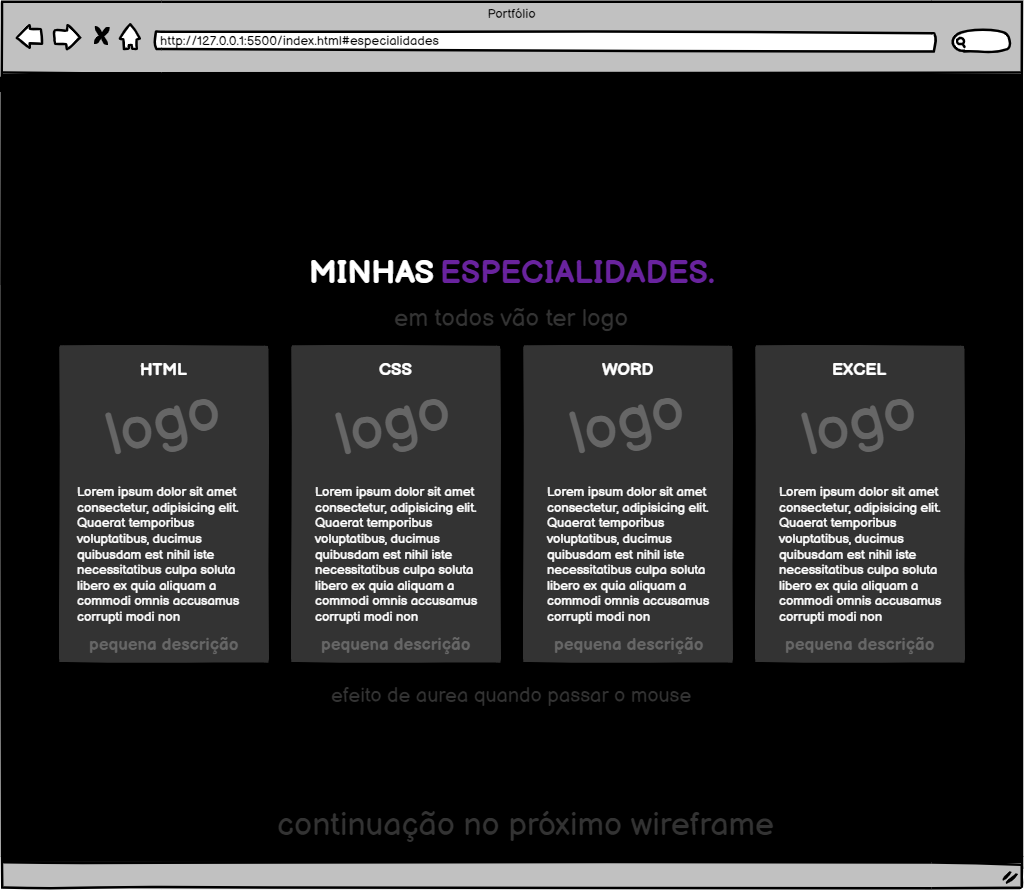 Portfólio
http://127.0.0.1:5500/index.html#especialidades
MINHAS ESPECIALIDADES.
em todos vão ter logo
HTML
logo
Lorem ipsum dolor sit amet
consectetur, adipisicing elit.
Quaerat temporibus
voluptatibus, ducimus
quibusdam est nihil iste
necessitatibus culpa soluta
libero ex quia aliquam a
commodi omnis accusamus
corrupti modi non
pequena descrição
CSS
logo
Lorem ipsum dolor sit amet
consectetur, adipisicing elit.
Quaerat temporibus
voluptatibus, ducimus
quibusdam est nihil iste
necessitatibus culpa soluta
libero ex quia aliquam a
commodi omnis accusamus
corrupti modi non
pequena descrição
WORD
logo
Lorem ipsum dolor sit amet
consectetur, adipisicing elit.
Quaerat temporibus
voluptatibus, ducimus
quibusdam est nihil iste
necessitatibus culpa soluta
libero ex quia aliquam a
commodi omnis accusamus
corrupti modi non
pequena descrição
EXCEL
logo
Lorem ipsum dolor sit amet
consectetur, adipisicing elit.
Quaerat temporibus
voluptatibus, ducimus
quibusdam est nihil iste
necessitatibus culpa soluta
libero ex quia aliquam a
commodi omnis accusamus
corrupti modi non
pequena descrição
efeito de aurea quando passar o mouse
continuação no próximo wireframe